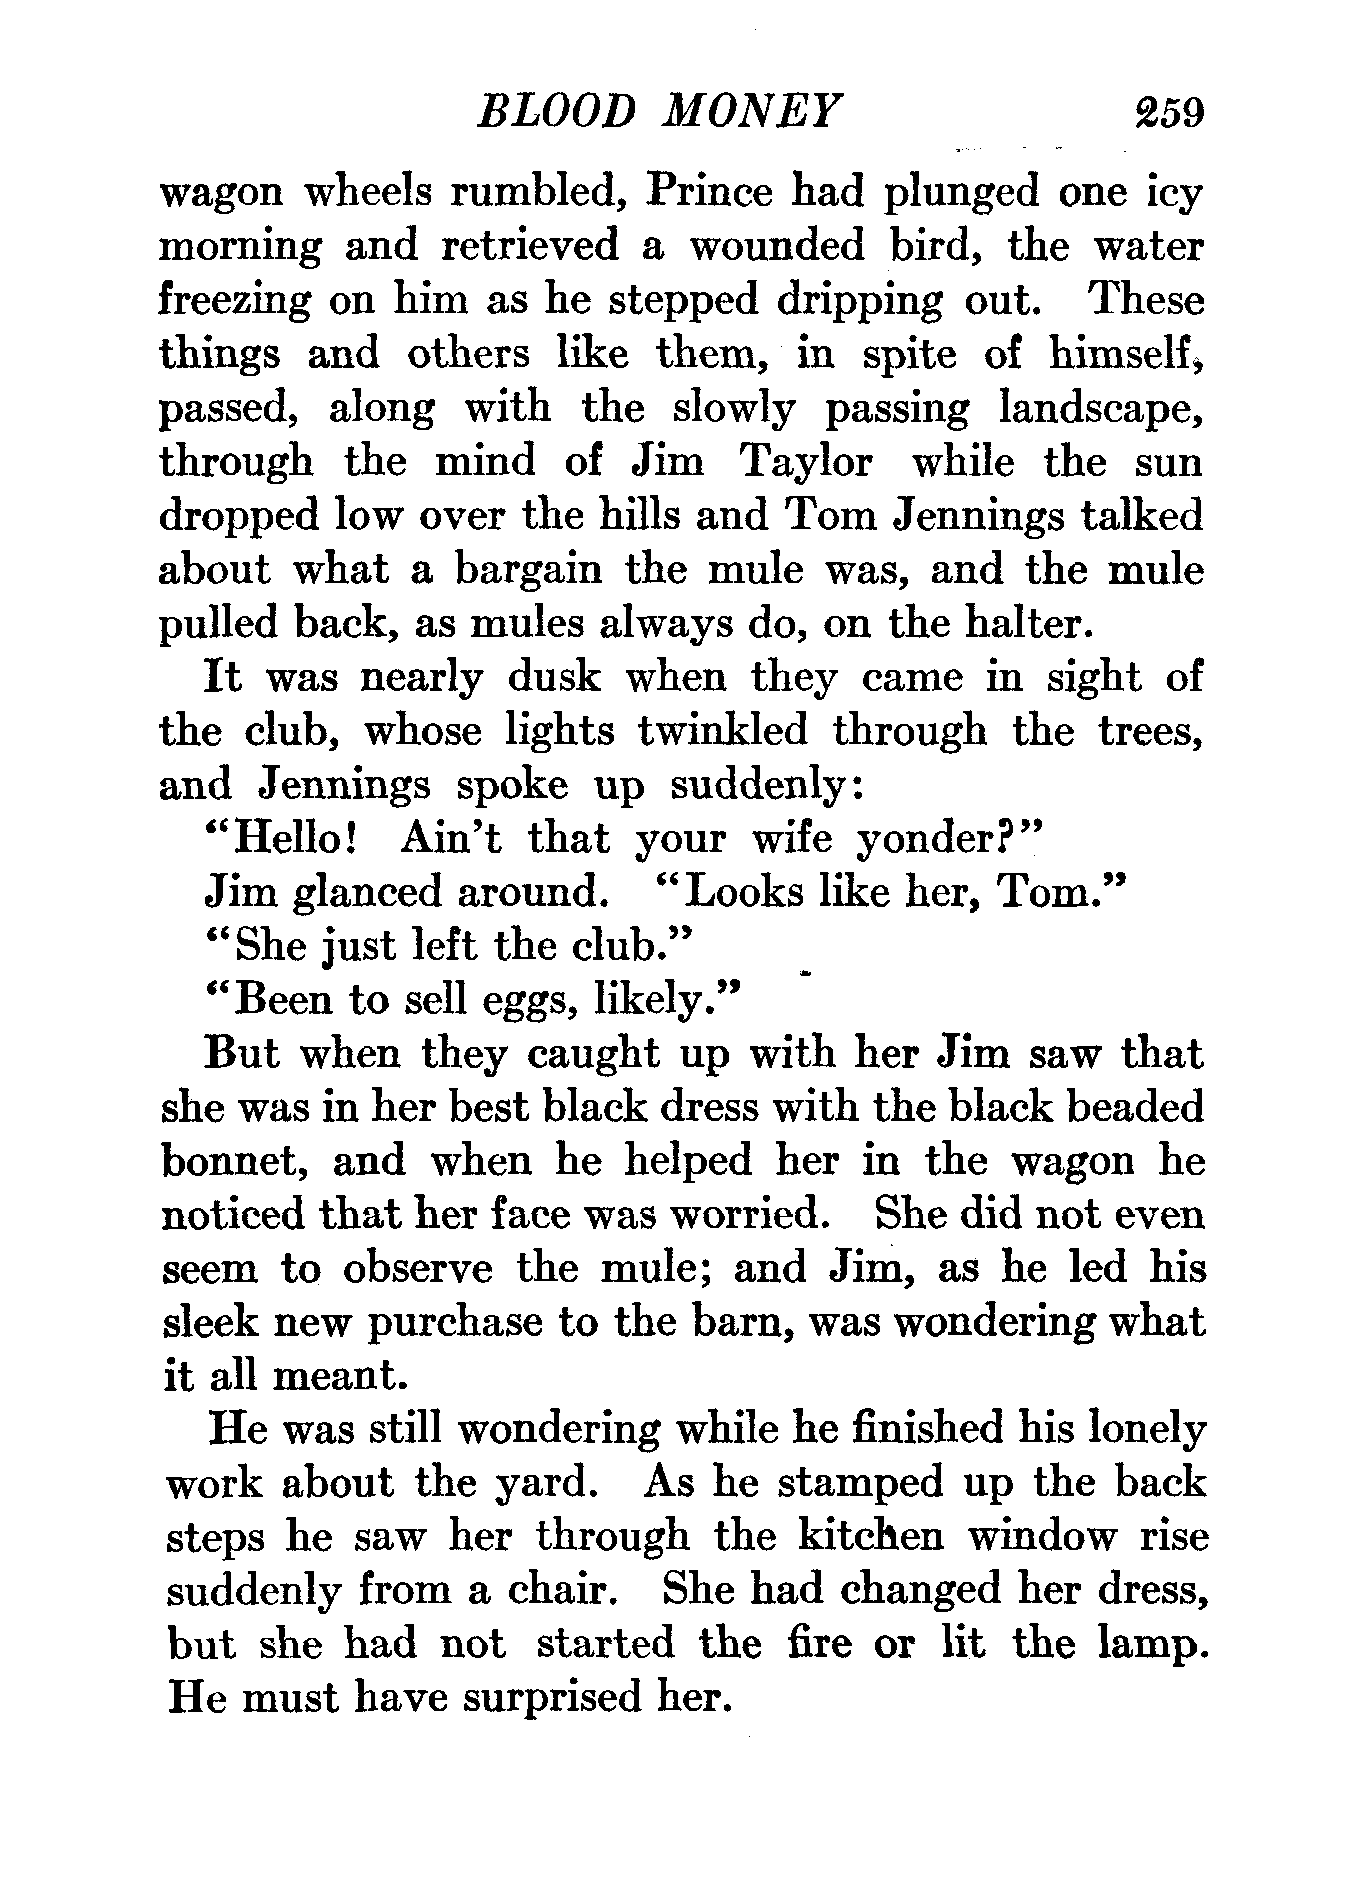 BLOOD MONEY 259
wagon wheels rumbled, Prince had plunged one icy
morning and retrieved a wounded bird, the water
freezing on him as he stepped dripping out. These
things and others like them, in spite of himself,
passed, along with the slowly passing landscape,
through the mind of Jim Taylor while the sun
dropped low over the hills and Tom Jennings talked
about what a bargain the mule was, and the mule
pulled back, as mules always do, on the halter.
It was nearly dusk when they came in sight of
the club, whose lights twinkled through the trees,
and Jennings spoke up suddenly:
“Hello! Ain’t that your wife yonder?”
Jim glanced around. “Looks like her, Tom.”
“She just left the club.”
“Been to sell eggs, likely.”
But when they caught up with her Jim saw that
she was in her best black dress with the black beaded
bonnet, and when he helped her in the wagon he
noticed that her face was worried. She did not even
seem to observe the mule; and Jim, as he led his
sleek new purchase to the barn, was wondering what
it all meant.
He was still wondering while he finished his lonely
work about the yard. As he stamped up the back
steps he saw her through the kitchen window rise
suddenly from a chair. She had changed her dress,
but she had not started the fire or lit the lamp.
He must have surprised her.